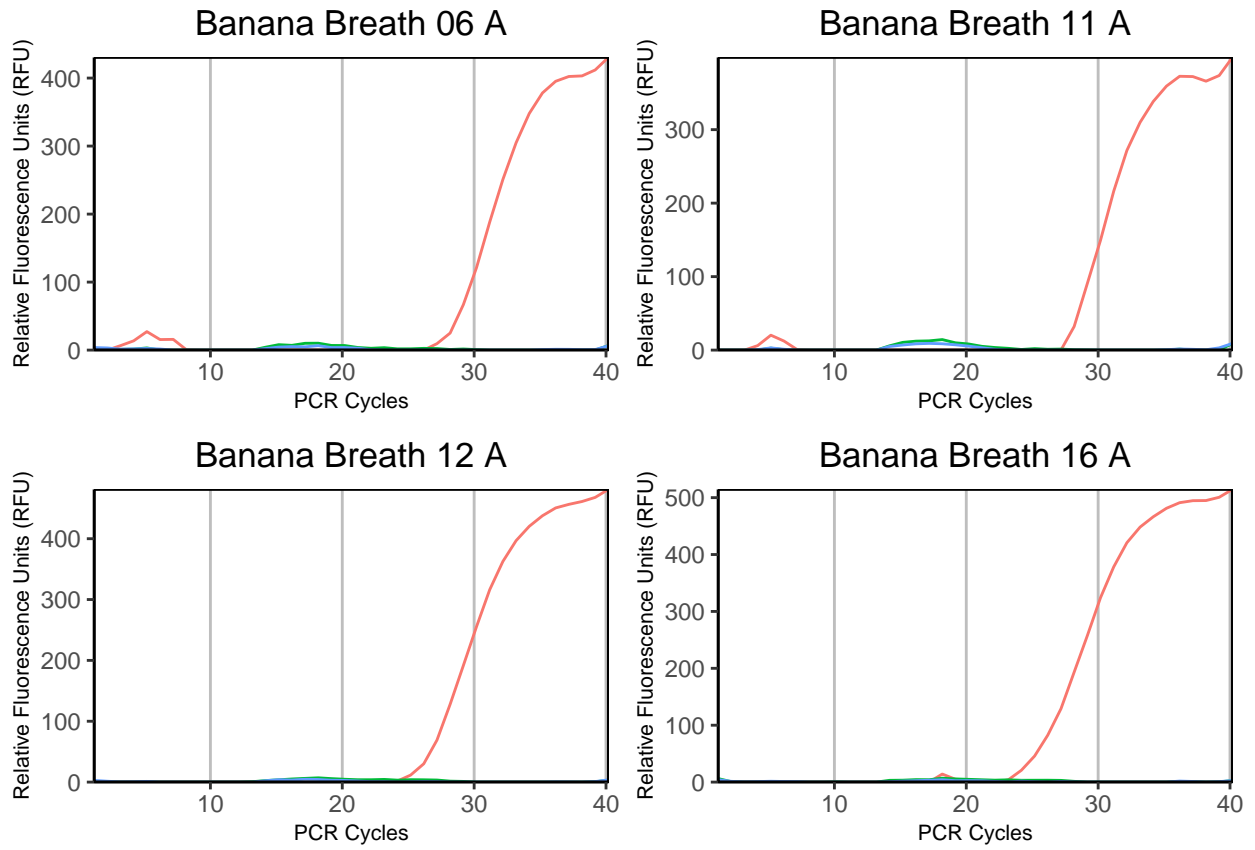 Banana Breath 06 A
Relative Fluorescence Units (RFU)
400
300
200
100
0
10 20 30 40
PCR Cycles
Banana Breath 11 A
Relative Fluorescence Units (RFU)
300
200
100
0
10 20 30 40
PCR Cycles
Banana Breath 12 A
Relative Fluorescence Units (RFU)
400
300
200
100
0
10 20 30 40
PCR Cycles
Banana Breath 16 A
Relative Fluorescence Units (RFU)
500
400
300
200
100
0
10 20 30 40
PCR Cycles